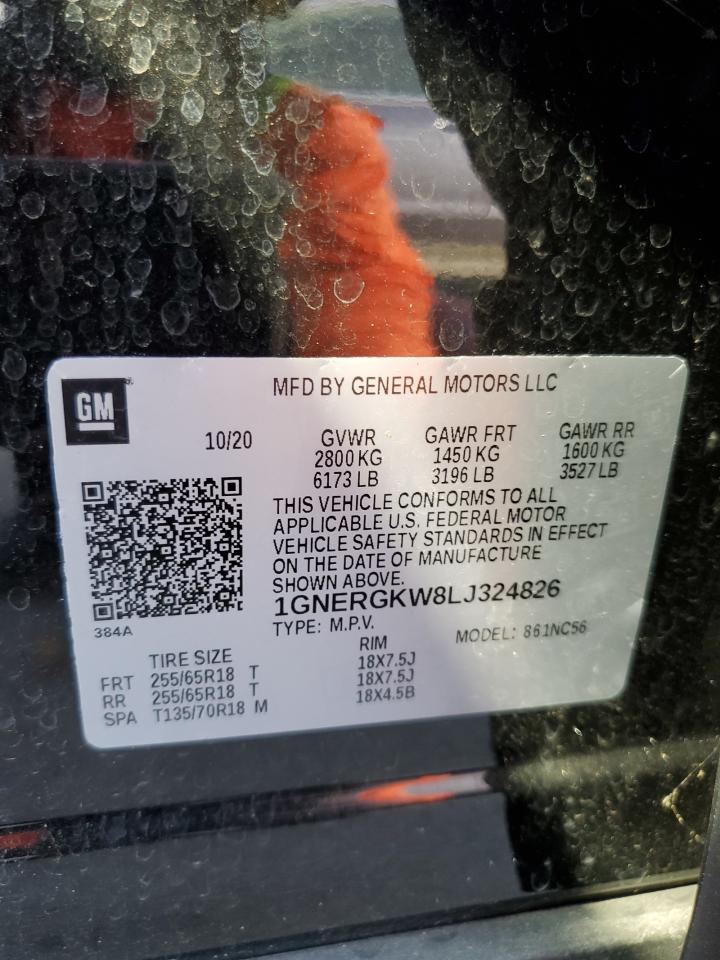 GM
MFD BY GENERAL MOTORS LLC
10/20
GVWR GAWR FRT GAWR RR
2800 KG 1450 KG 1600 KG
6173 LB 3196 LB 3527 LB
THIS VEHICLE CONFORMS TO ALL
APPLICABLE U.S. FEDERAL MOTOR
VEHICLE SAFETY STANDARDS IN EFFECT
ON THE DATE OF MANUFACTURE
SHOWN ABOVE.
1GNERGKW8LJ324826
384A
TYPE: M.P.V. MODEL: 861NC56
TIRE SIZE RIM
FRT 255/65R18 T 18X7.5J
RR 255/65R18 T 18X7.5J
SPA T135/70R18 M 18X4.5B